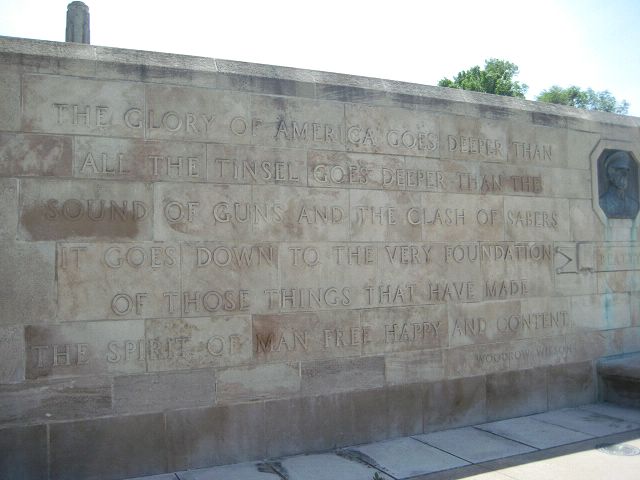 THE GLORY OF AMERICA GOES DEEPER THAN
ALL THE TINSEL GOES DEEPER THAN THE
SOUND OF GUNS AND THE CLASH OF SABERS
IT GOES DOWN TO THE VERY FOUNDATION
OF THOSE THINGS THAT HAVE MADE
THE SPIRIT OF MAN FREE HAPPY AND CONTENT
WOODROW WILSON
BEATTY